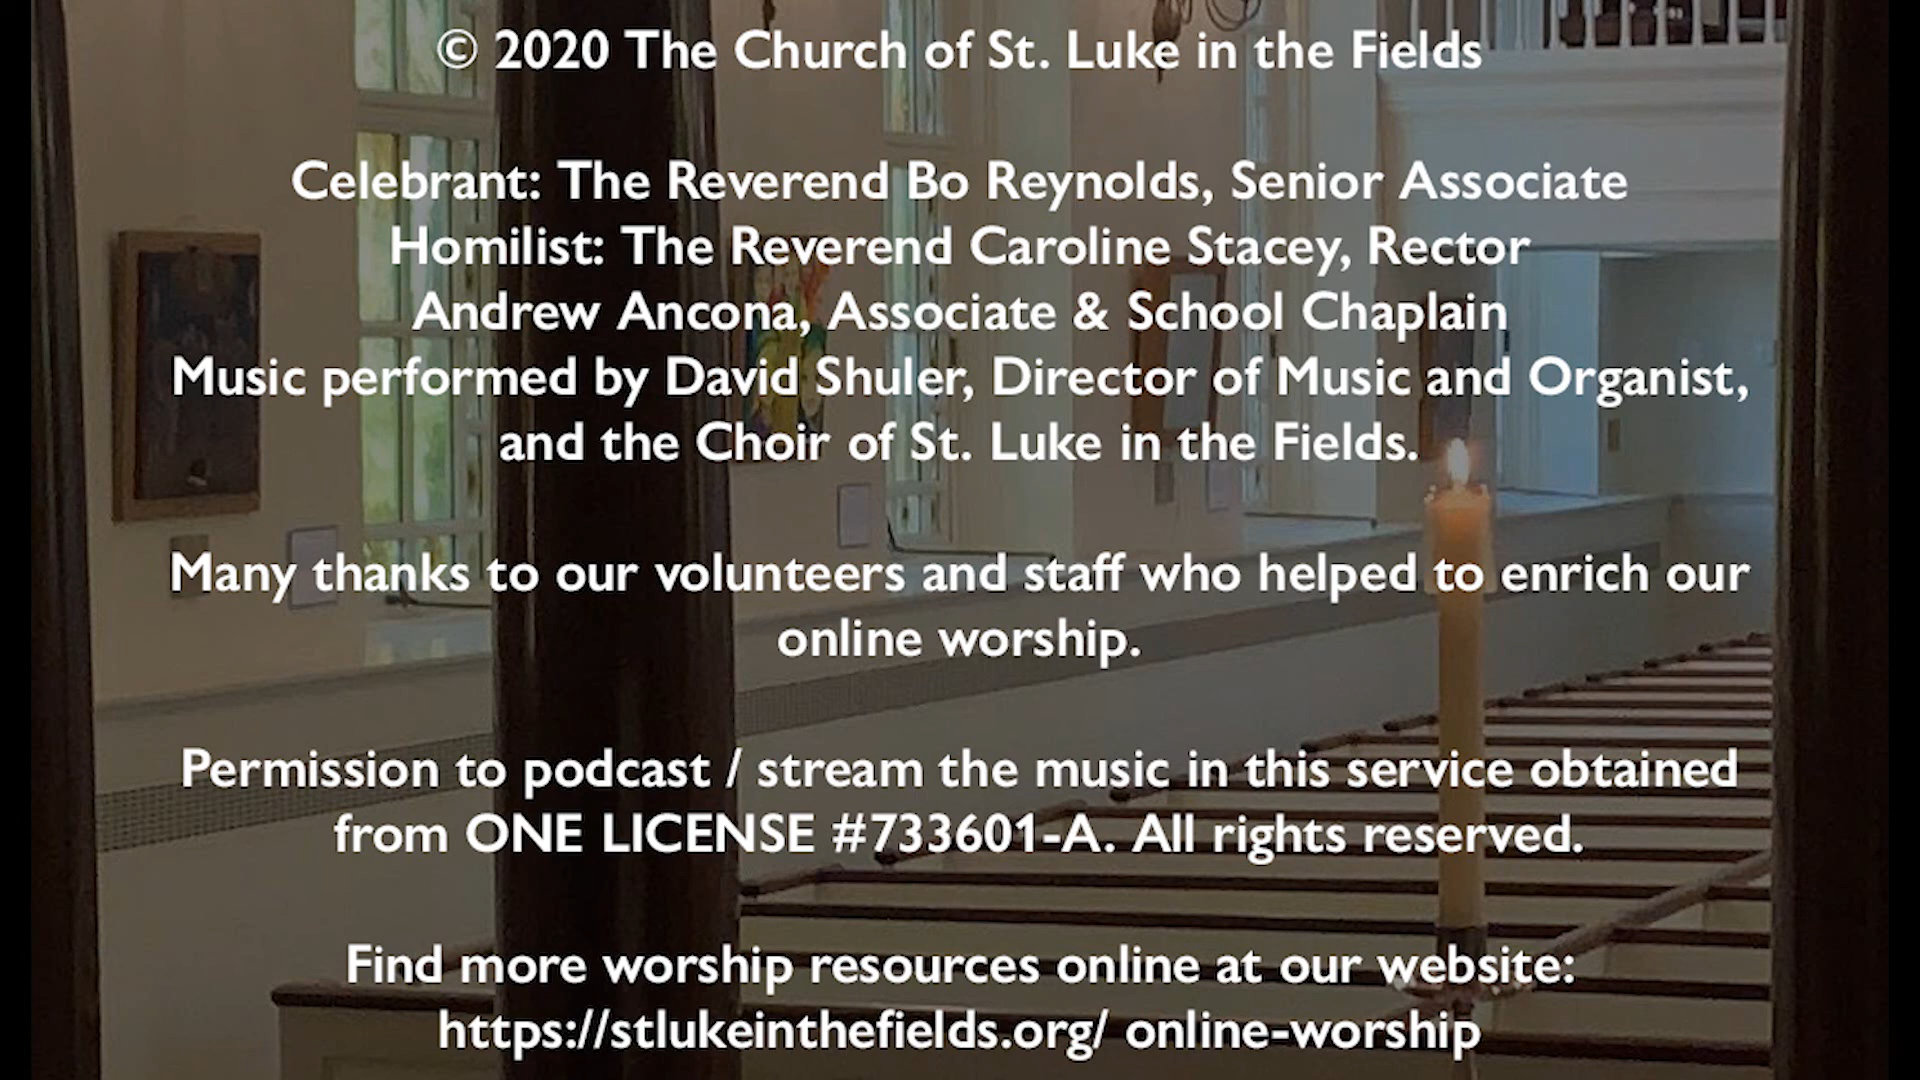 © 2020 The Church of St. Luke in the Fields
Celebrant: The Reverend Bo Reynolds, Senior Associate
Homilist: The Reverend Caroline Stacey, Rector
Andrew Ancona, Associate & School Chaplain
Music performed by David Shuler, Director of Music and Organist,
and the Choir of St. Luke in the Fields.
Many thanks to our volunteers and staff who helped to enrich our
online worship.
Permission to podcast / stream the music in this service obtained
from ONE LICENSE #733601-A. All rights reserved.
Find more worship resources online at our website:
https://stlukeinthefields.org/ online-worship